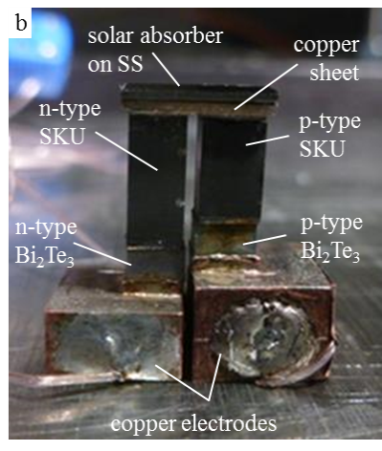 b
solar absorber
on SS
copper
sheet
n-type
SKU
p-type
SKU
n-type
Bi₂Te₃
p-type
Bi₂Te₃
copper electrodes